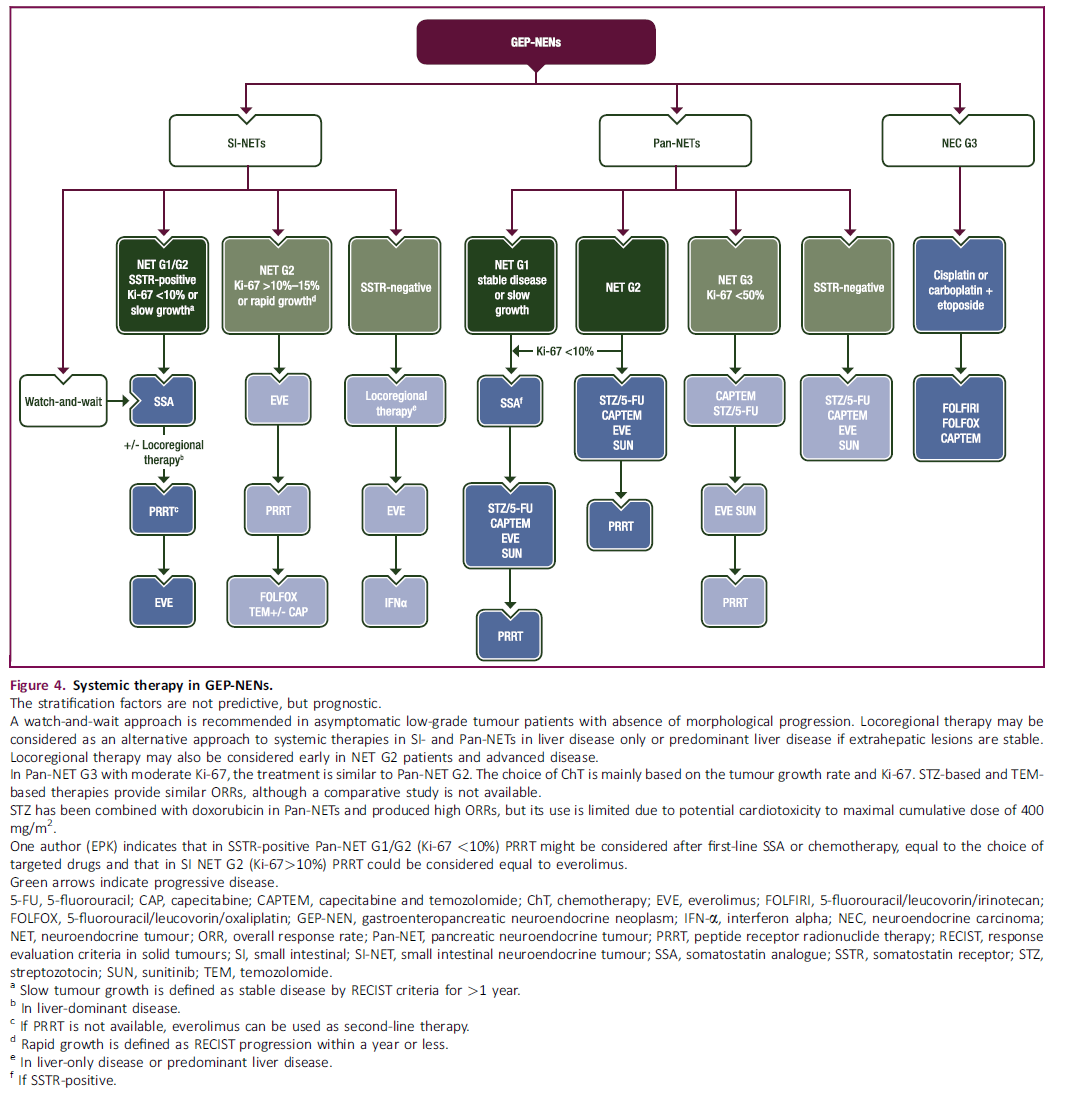 GEP-NENs
SI-NETs
Pan-NETs
NEC G3
NET G1/G2
SSTR-positive
Ki-67 <10% or
slow growthᵃ
NET G2
Ki-67 >10%–15%
or rapid growthᵈ
SSTR-negative
NET G1
stable disease
or slow
growth
NET G2
NET G3
Ki-67 <50%
SSTR-negative
Cisplatin or
carboplatin +
etoposide
Ki-67 <10%
Watch-and-wait
SSA
EVE
Locoregional
therapyᵉ
SSAᶠ
STZ/5-FU
CAPTEM
EVE
SUN
CAPTEM
STZ/5-FU
STZ/5-FU
CAPTEM
EVE
SUN
FOLFIRI
FOLFOX
CAPTEM
+/- Locoregional
therapyᵇ
PRRTᶜ
PRRT
EVE
STZ/5-FU
CAPTEM
EVE
SUN
PRRT
EVE SUN
EVE
FOLFOX
TEM+/- CAP
IFNα
PRRT
PRRT
Figure 4. Systemic therapy in GEP-NENs.
The stratification factors are not predictive, but prognostic.
A watch-and-wait approach is recommended in asymptomatic low-grade tumour patients with absence of morphological progression. Locoregional therapy may be
considered as an alternative approach to systemic therapies in SI- and Pan-NETs in liver disease only or predominant liver disease if extrahepatic lesions are stable.
Locoregional therapy may also be considered early in NET G2 patients and advanced disease.
In Pan-NET G3 with moderate Ki-67, the treatment is similar to Pan-NET G2. The choice of ChT is mainly based on the tumour growth rate and Ki-67. STZ-based and TEM-
based therapies provide similar ORRs, although a comparative study is not available.
STZ has been combined with doxorubicin in Pan-NETs and produced high ORRs, but its use is limited due to potential cardiotoxicity to maximal cumulative dose of 400
mg/m².
One author (EPK) indicates that in SSTR-positive Pan-NET G1/G2 (Ki-67 <10%) PRRT might be considered after first-line SSA or chemotherapy, equal to the choice of
targeted drugs and that in SI NET G2 (Ki-67>10%) PRRT could be considered equal to everolimus.
Green arrows indicate progressive disease.
5-FU, 5-fluorouracil; CAP, capecitabine; CAPTEM, capecitabine and temozolomide; ChT, chemotherapy; EVE, everolimus; FOLFIRI, 5-fluorouracil/leucovorin/irinotecan;
FOLFOX, 5-fluorouracil/leucovorin/oxaliplatin; GEP-NEN, gastroenteropancreatic neuroendocrine neoplasm; IFN-α, interferon alpha; NEC, neuroendocrine carcinoma;
NET, neuroendocrine tumour; ORR, overall response rate; Pan-NET, pancreatic neuroendocrine tumour; PRRT, peptide receptor radionuclide therapy; RECIST, response
evaluation criteria in solid tumours; SI, small intestinal; SI-NET, small intestinal neuroendocrine tumour; SSA, somatostatin analogue; SSTR, somatostatin receptor; STZ,
streptozotocin; SUN, sunitinib; TEM, temozolomide.
ᵃ Slow tumour growth is defined as stable disease by RECIST criteria for >1 year.
ᵇ In liver-dominant disease.
ᶜ If PRRT is not available, everolimus can be used as second-line therapy.
ᵈ Rapid growth is defined as RECIST progression within a year or less.
ᵉ In liver-only disease or predominant liver disease.
ᶠ If SSTR-positive.